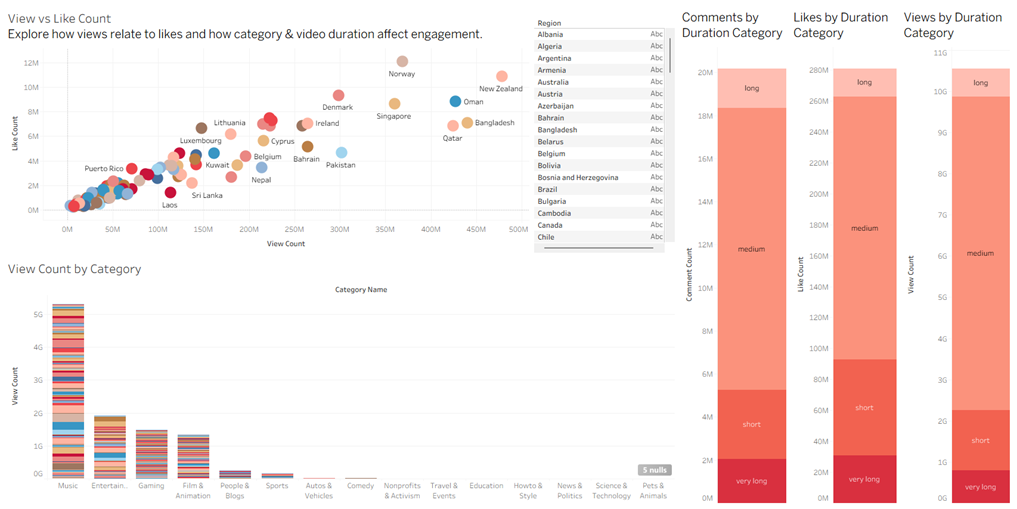 View vs Like Count
Explore how views relate to likes and how category & video duration affect engagement.
12M
10M
8M
6M
4M
2M
0M
Like Count
Norway
New Zealand
Denmark
Oman
Singapore
Lithuania
Ireland
Bangladesh
Qatar
Luxembourg
Cyprus
Bahrain
Belgium
Pakistan
Puerto Rico
Kuwait
Nepal
Sri Lanka
Laos
0M 50M 100M 150M 200M 250M 300M 350M 400M 450M 500M
View Count
Region
Albania Abc
Algeria Abc
Argentina Abc
Armenia Abc
Australia Abc
Austria Abc
Azerbaijan Abc
Bahrain Abc
Bangladesh Abc
Belarus Abc
Belgium Abc
Bolivia Abc
Bosnia and Herzegovina Abc
Brazil Abc
Bulgaria Abc
Cambodia Abc
Canada Abc
Chile Abc
View Count by Category
Category Name
5G
4G
3G
2G
1G
0G
View Count
5 nulls
Music
Entertain..
Gaming
Film &
Animation
People &
Blogs
Sports
Autos &
Vehicles
Comedy
Nonprofits
& Activism
Travel &
Events
Education
Howto &
Style
News &
Politics
Science &
Technology
Pets &
Animals
Comments by
Duration Category
20M
18M
16M
14M
12M
10M
8M
6M
4M
2M
0M
Comment Count
long
medium
short
very long
Likes by Duration
Category
280M
260M
240M
220M
200M
180M
160M
140M
120M
100M
80M
60M
40M
20M
0M
Like Count
long
medium
short
very long
Views by Duration
Category
11G
10G
9G
8G
7G
6G
5G
4G
3G
2G
1G
0G
View Count
long
medium
short
very long